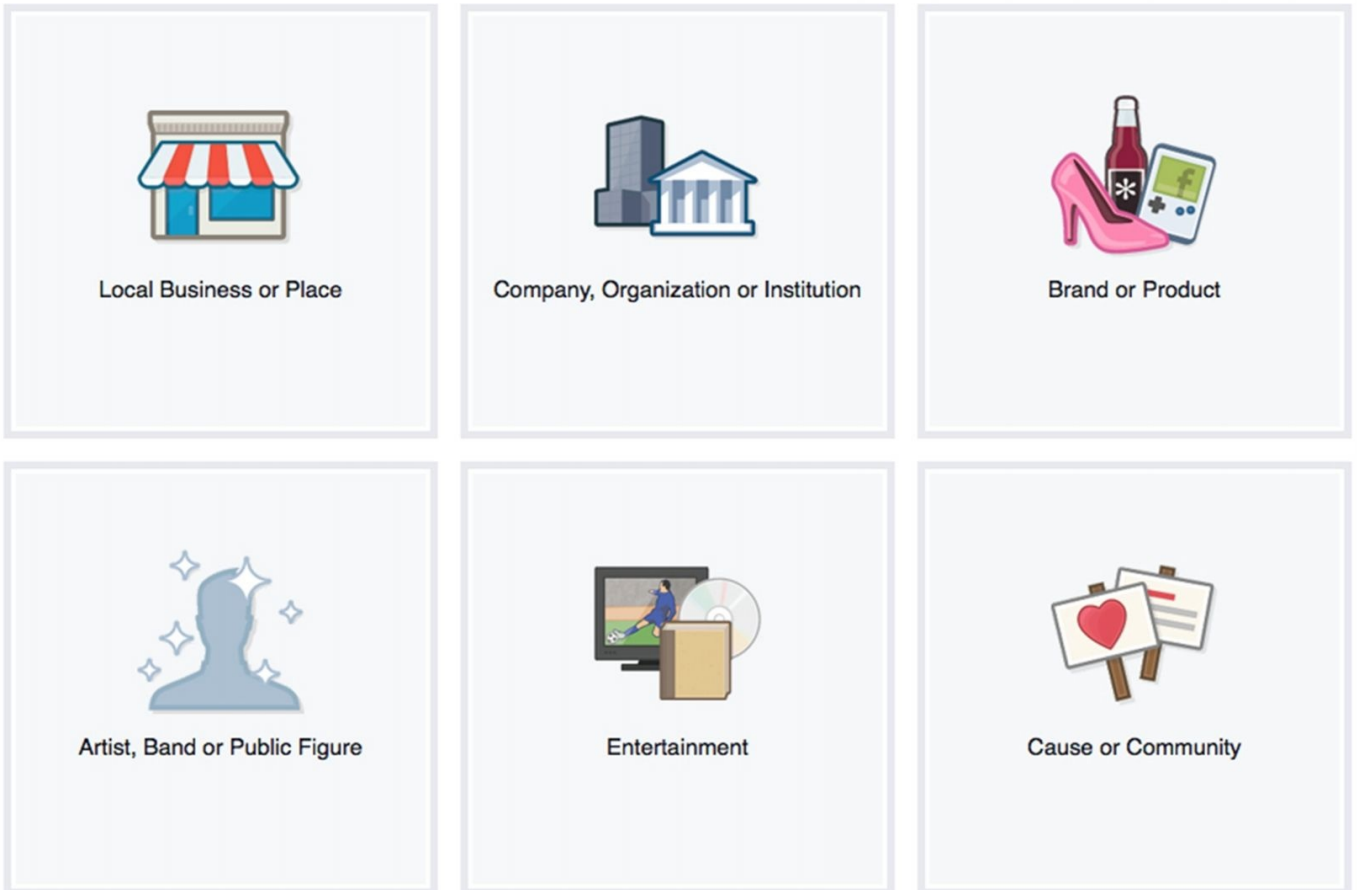 Local Business or Place
Company, Organization or Institution
Brand or Product
Artist, Band or Public Figure
Entertainment
Cause or Community